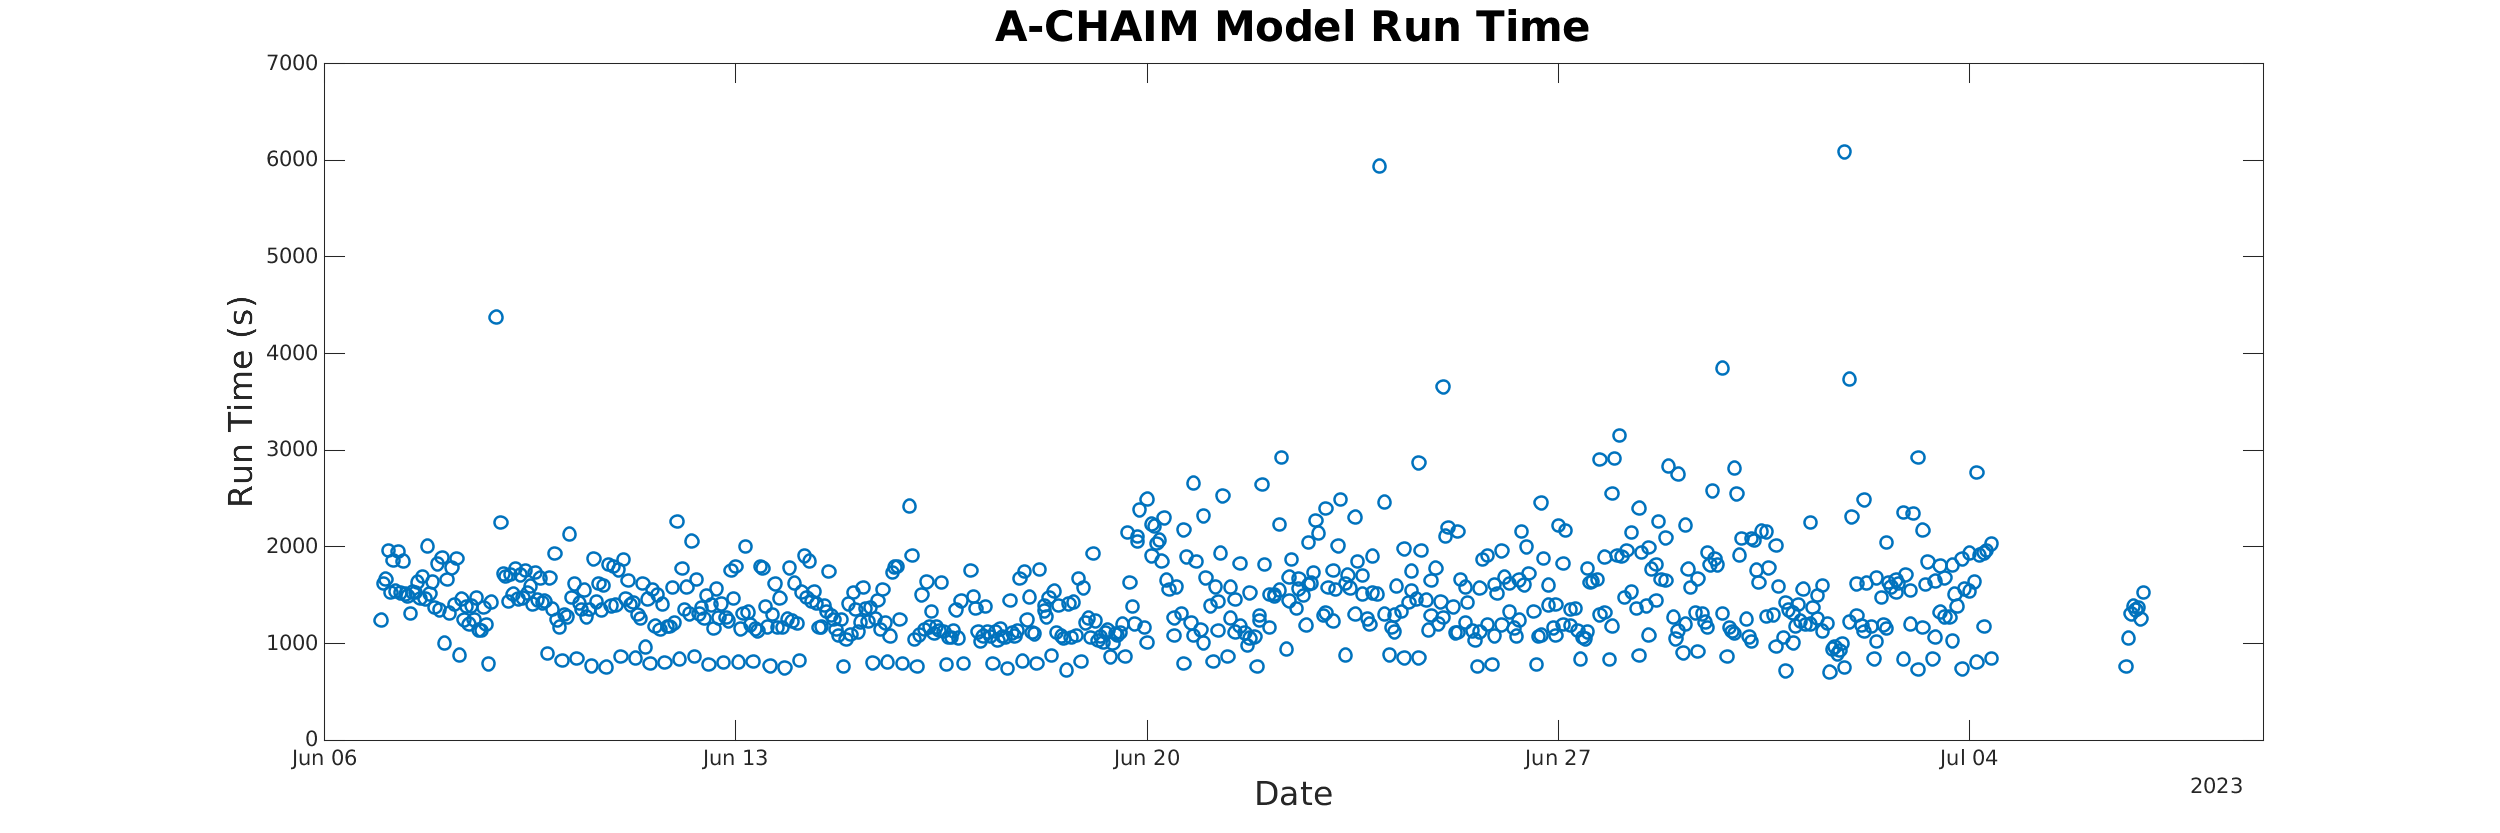 A-CHAIM Model Run Time
7000
6000
5000
4000
3000
2000
1000
0
Run Time (s)
Jun 06
Jun 13
Jun 20
Jun 27
Jul 04
Date
2023